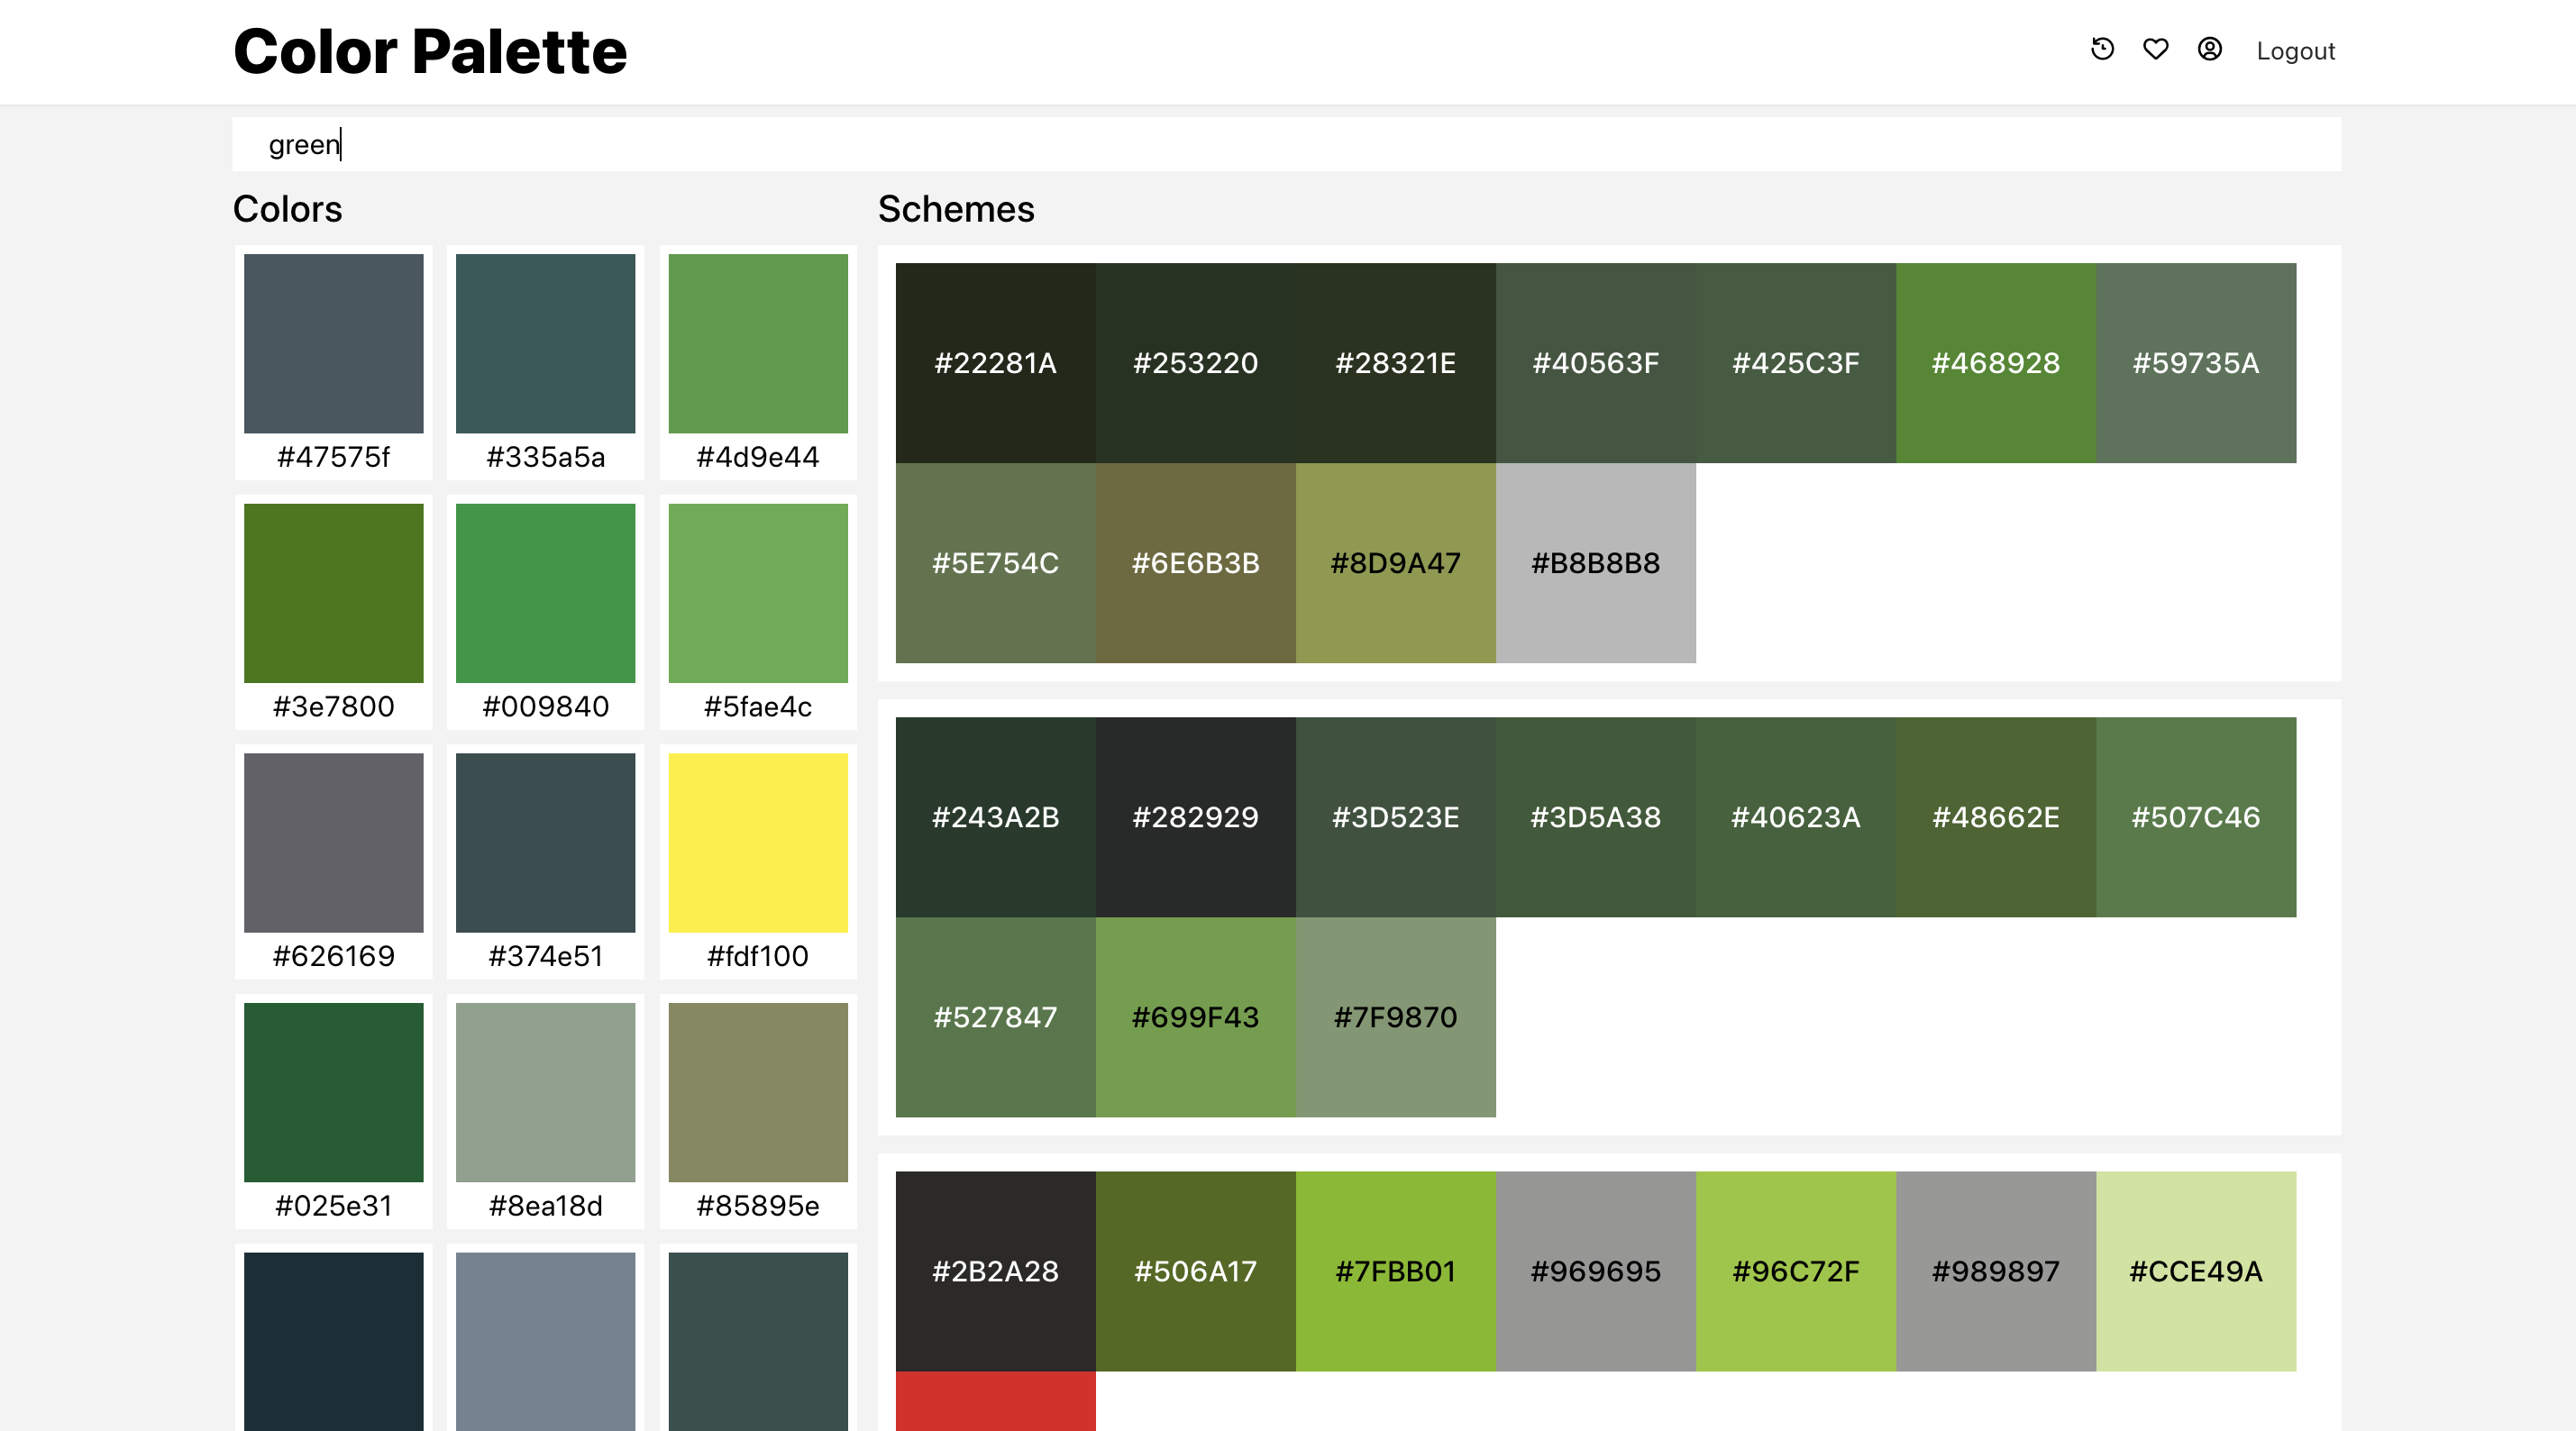 Color Palette
Logout
green
Colors
#47575f #335a5a #4d9e44
#3e7800 #009840 #5fae4c
#626169 #374e51 #fdf100
#025e31 #8ea18d #85895e
Schemes
#22281A #253220 #28321E #40563F #425C3F #468928 #59735A
#5E754C #6E6B3B #8D9A47 #B8B8B8
#243A2B #282929 #3D523E #3D5A38 #40623A #48662E #507C46
#527847 #699F43 #7F9870
#2B2A28 #506A17 #7FBB01 #969695 #96C72F #989897 #CCE49A